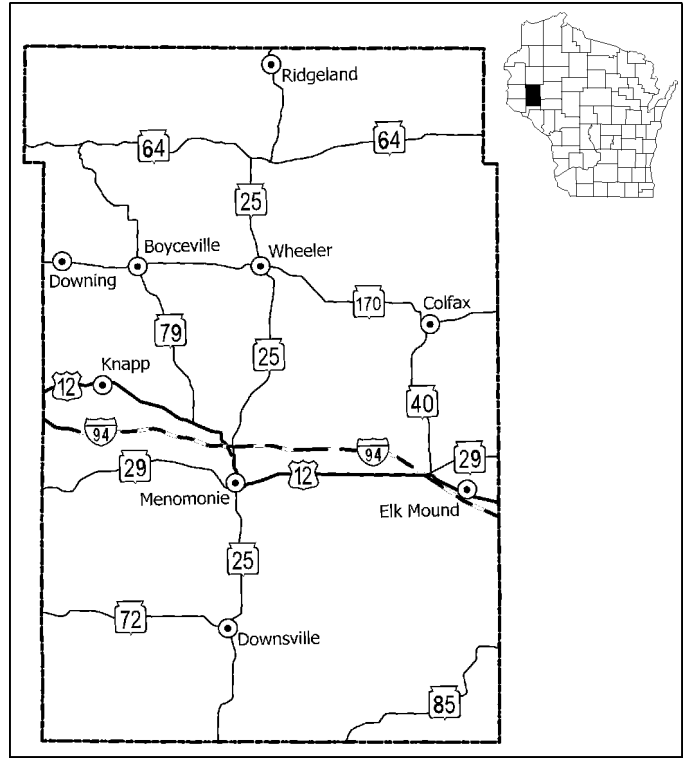 Ridgeland
64
64
25
Boyceville
Wheeler
Downing
170
Colfax
79
25
Knapp
12
40
94
94
29
29
12
Menomonie
Elk Mound
25
72
Downsville
85